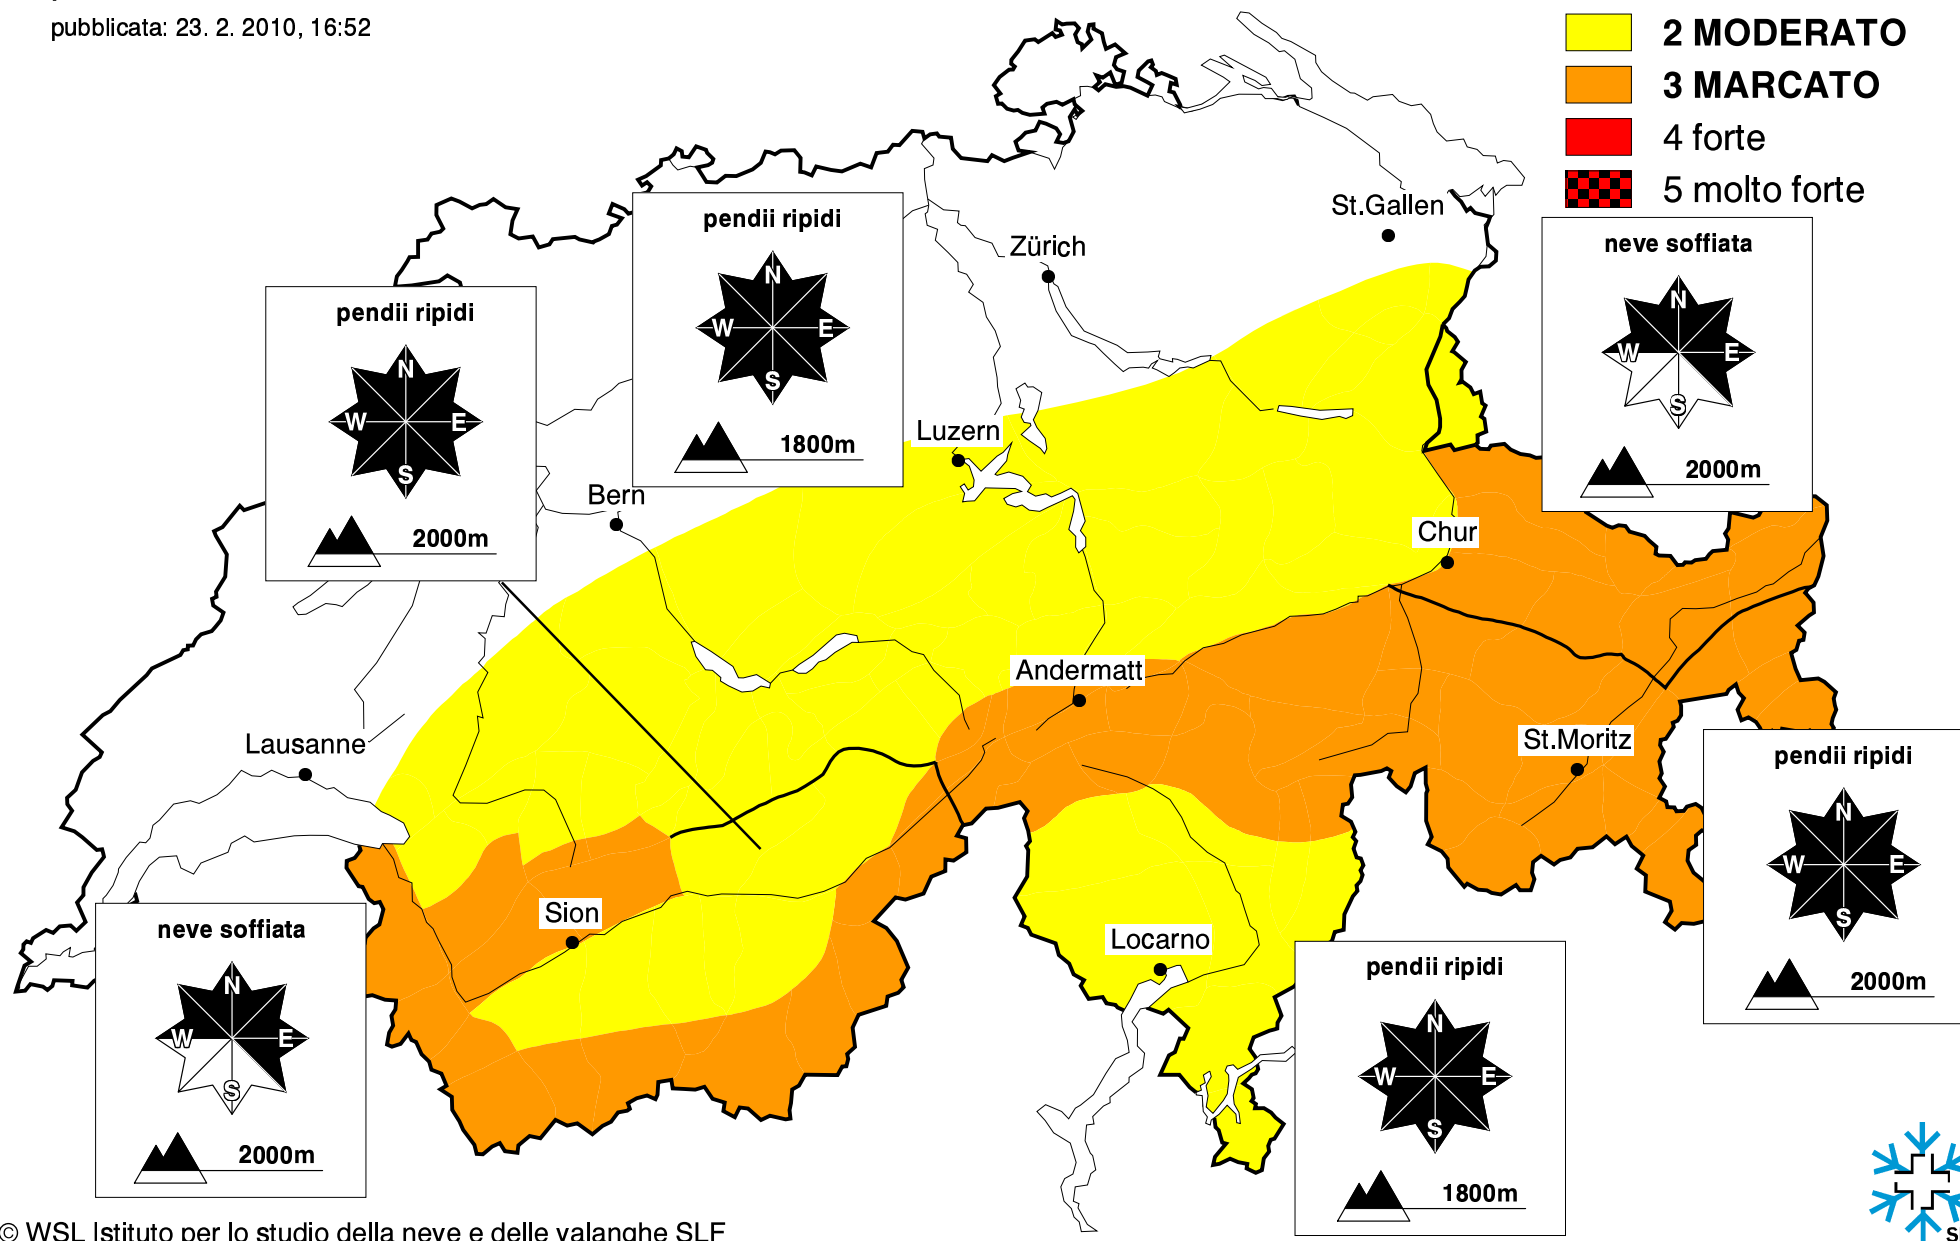 pubblicata: 23. 2. 2010, 16:52
2 MODERATO
3 MARCATO
4 forte
5 molto forte
St.Gallen
pendii ripidi
N
W E
S
1800m
neve soffiata
N
W E
S
2000m
Zürich
pendii ripidi
N
W E
S
2000m
Luzern
Bern
Chur
Andermatt
St.Moritz
Lausanne
pendii ripidi
N
W E
S
2000m
Sion
Locarno
neve soffiata
N
W E
S
2000m
pendii ripidi
N
W E
S
1800m
© WSL Istituto per lo studio della neve e delle valanghe SLF